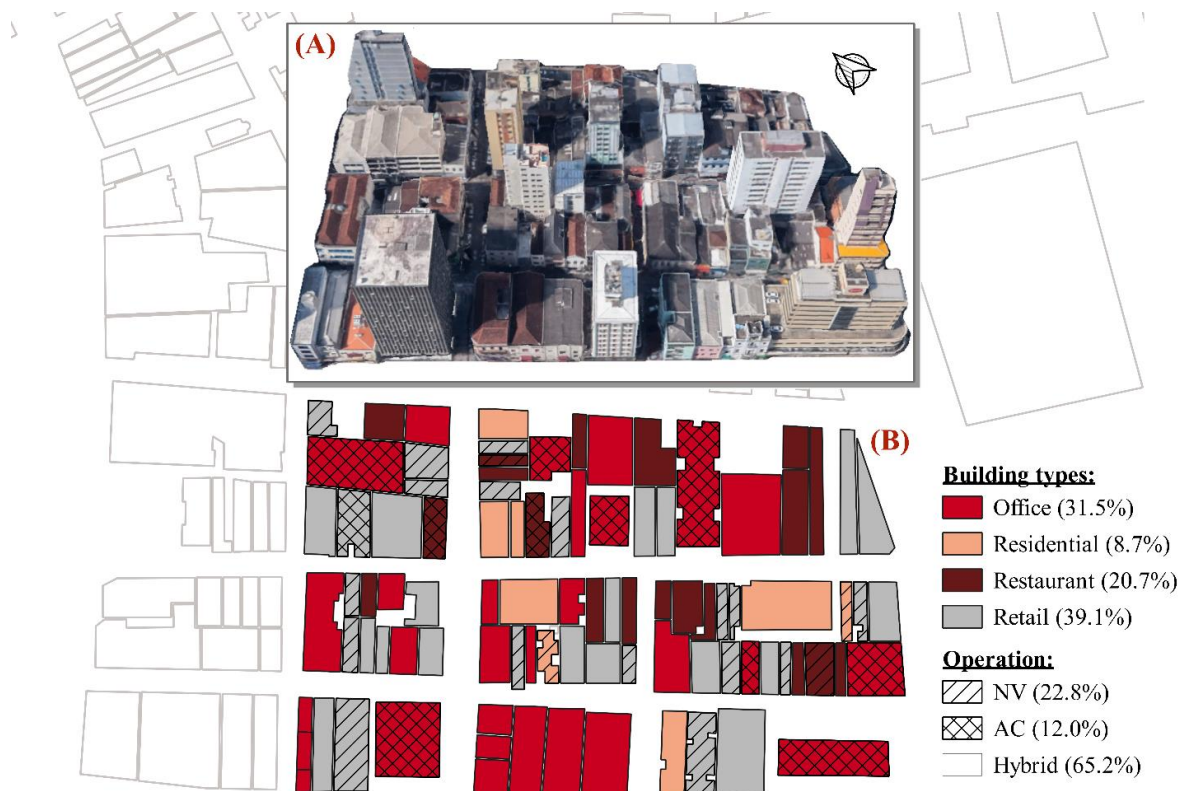 (A)
(B)
Building types:
Office (31.5%)
Residential (8.7%)
Restaurant (20.7%)
Retail (39.1%)
Operation:
NV (22.8%)
AC (12.0%)
Hybrid (65.2%)